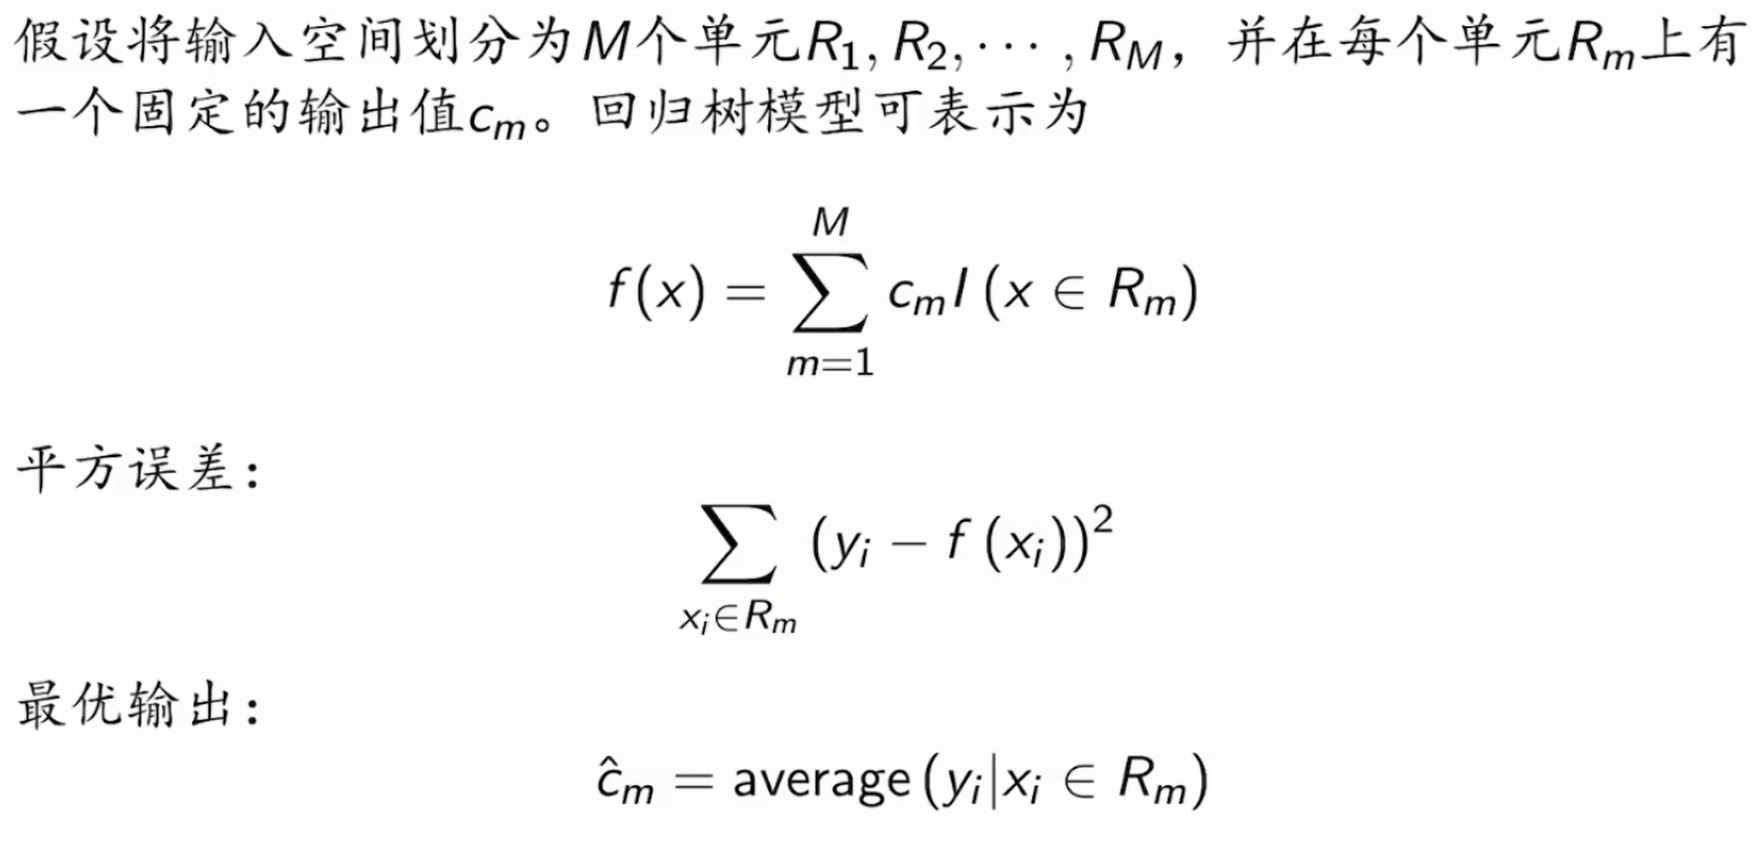 假设将输入空间划分为M个单元R₁, R₂, ⋯ , R_M，并在每个单元R_m上有
一个固定的输出值c_m。回归树模型可表示为
f(x) = ∑_{m=1}^{M} c_m I (x ∈ R_m)
平方误差：
∑_{x_i∈R_m} (y_i − f (x_i))²
最优输出：
ĉ_m = average (y_i|x_i ∈ R_m)